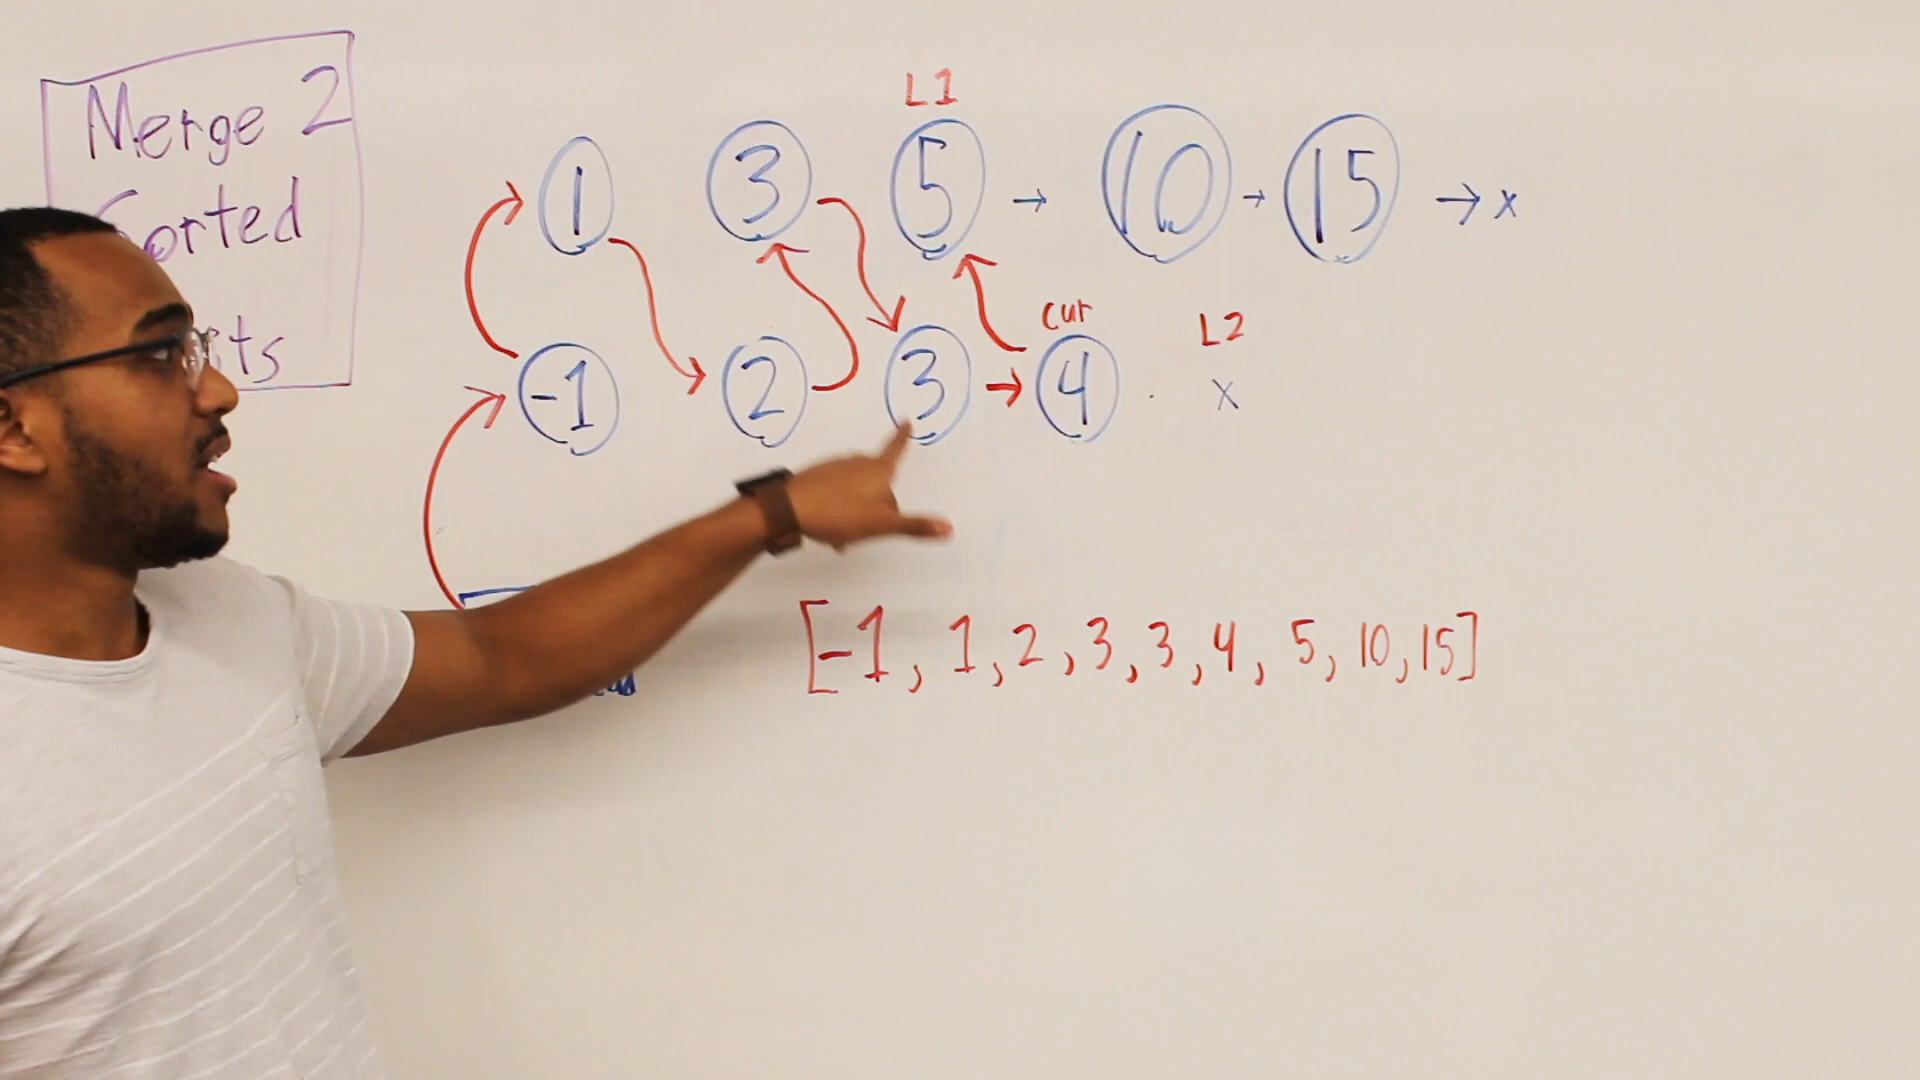 Merge 2
Sorted
L1
1 3 5 → 10 → 15 → x
cur
L2
-1 2 3 → 4 x
[-1, 1, 2, 3, 3, 4, 5, 10, 15]